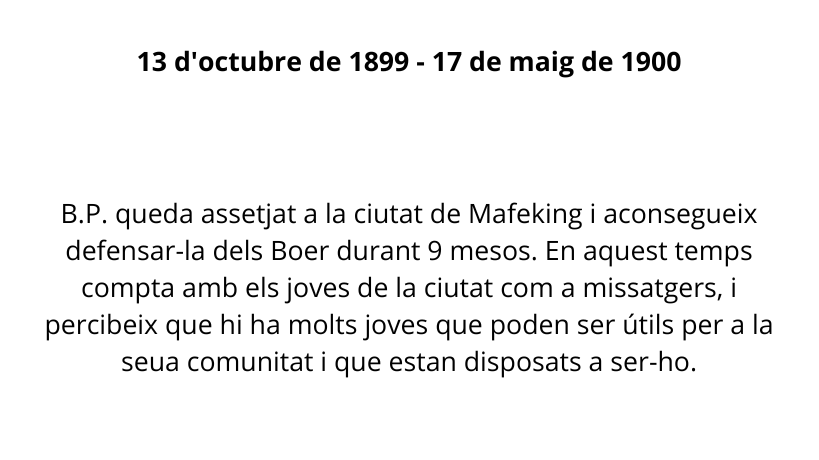 13 d'octubre de 1899 - 17 de maig de 1900
B.P. queda assetjat a la ciutat de Mafeking i aconsegueix
defensar-la dels Boer durant 9 mesos. En aquest temps
compta amb els joves de la ciutat com a missatgers, i
percibeix que hi ha molts joves que poden ser útils per a la
seua comunitat i que estan disposats a ser-ho.